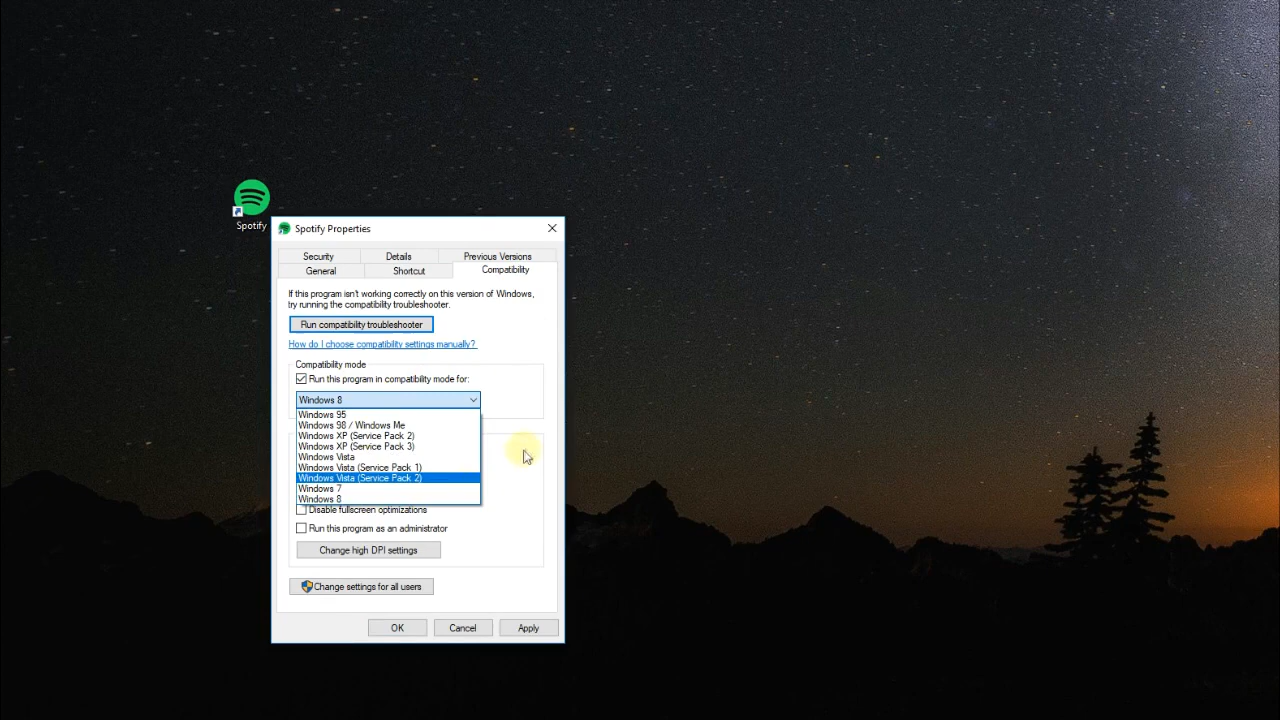 Spotify
Spotify Properties
Security Details Previous Versions
General Shortcut Compatibility
If this program isn't working correctly on this version of Windows,
try running the compatibility troubleshooter.
Run compatibility troubleshooter
How do I choose compatibility settings manually?
Compatibility mode
Run this program in compatibility mode for:
Windows 8
Windows 95
Windows 98 / Windows Me
Windows XP (Service Pack 2)
Windows XP (Service Pack 3)
Windows Vista
Windows Vista (Service Pack 1)
Windows Vista (Service Pack 2)
Windows 7
Windows 8
Disable fullscreen optimizations
Run this program as an administrator
Change high DPI settings
Change settings for all users
OK Cancel Apply